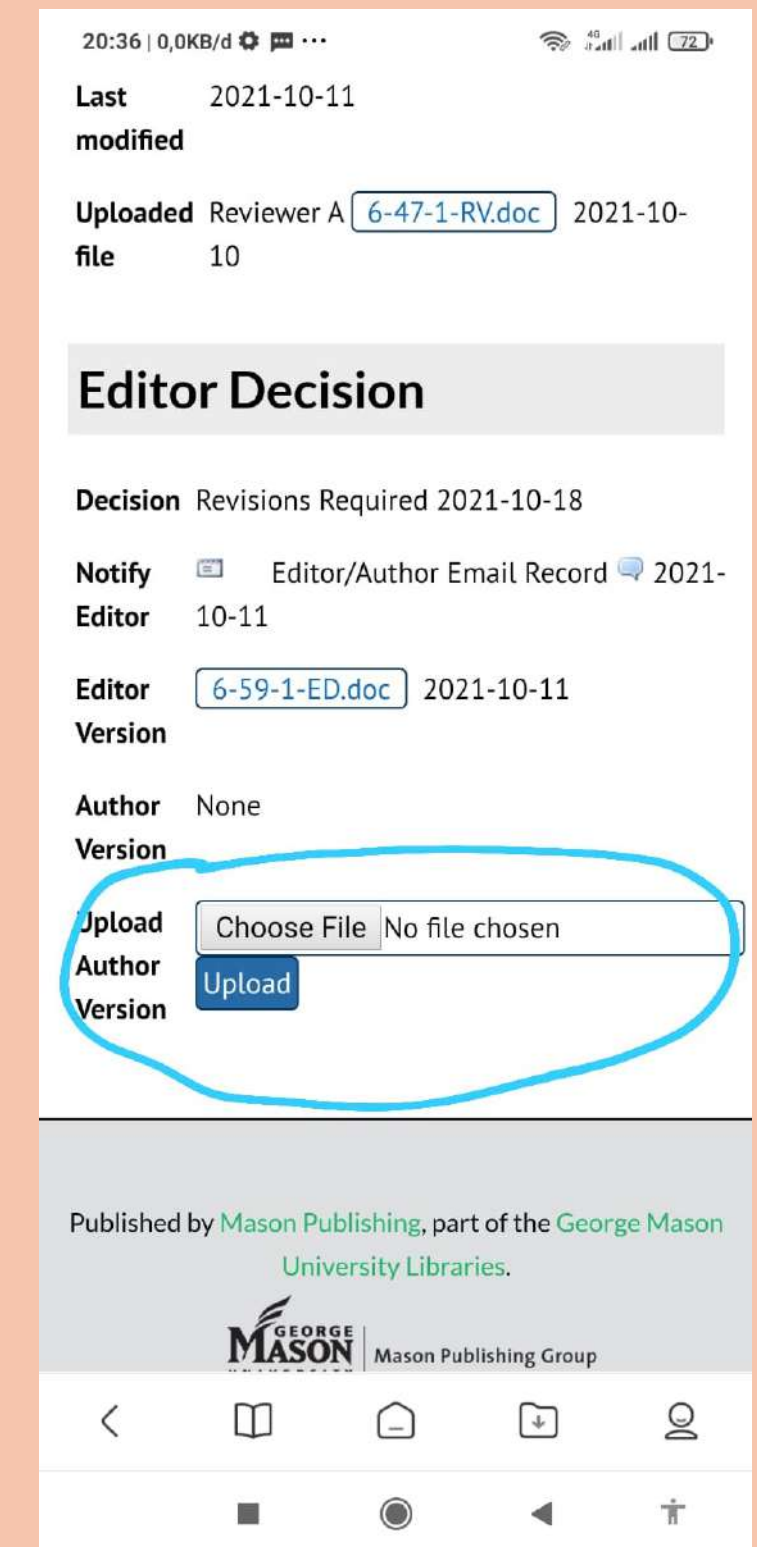 20:36 | 0,0KB/d ...
4G
72
Last 2021-10-11
modified
Uploaded Reviewer A 6-47-1-RV.doc 2021-10-
file 10
Editor Decision
Decision Revisions Required 2021-10-18
Notify Editor/Author Email Record 2021-
Editor 10-11
Editor 6-59-1-ED.doc 2021-10-11
Version
Author None
Version
Upload Choose File No file chosen
Author Upload
Version
Published by Mason Publishing, part of the George Mason
University Libraries.
GEORGE
MASON Mason Publishing Group
UNIVERSITY